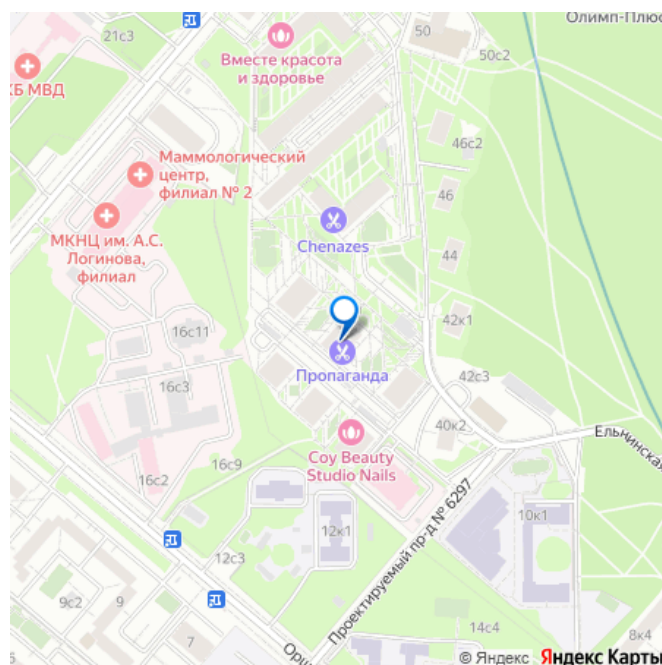 Олимп-Плюс
21с3
50
50с2
Вместе красота
и здоровье
КБ МВД
46с2
Маммологический
центр,
филиал № 2
46
МКНЦ им. А.С.
Логинова,
филиал
Chenazes
44
42к1
16с11
16с3
Пропаганда
42с3
40к2
Ельнинская
Coy Beauty
Studio Nails
16с9
16с2
Проектируемый пр-д № 6297
10к1
12к1
12с3
9с2
9
7
14с4
8к4
5
Орш
© Яндекс Яндекс Карты